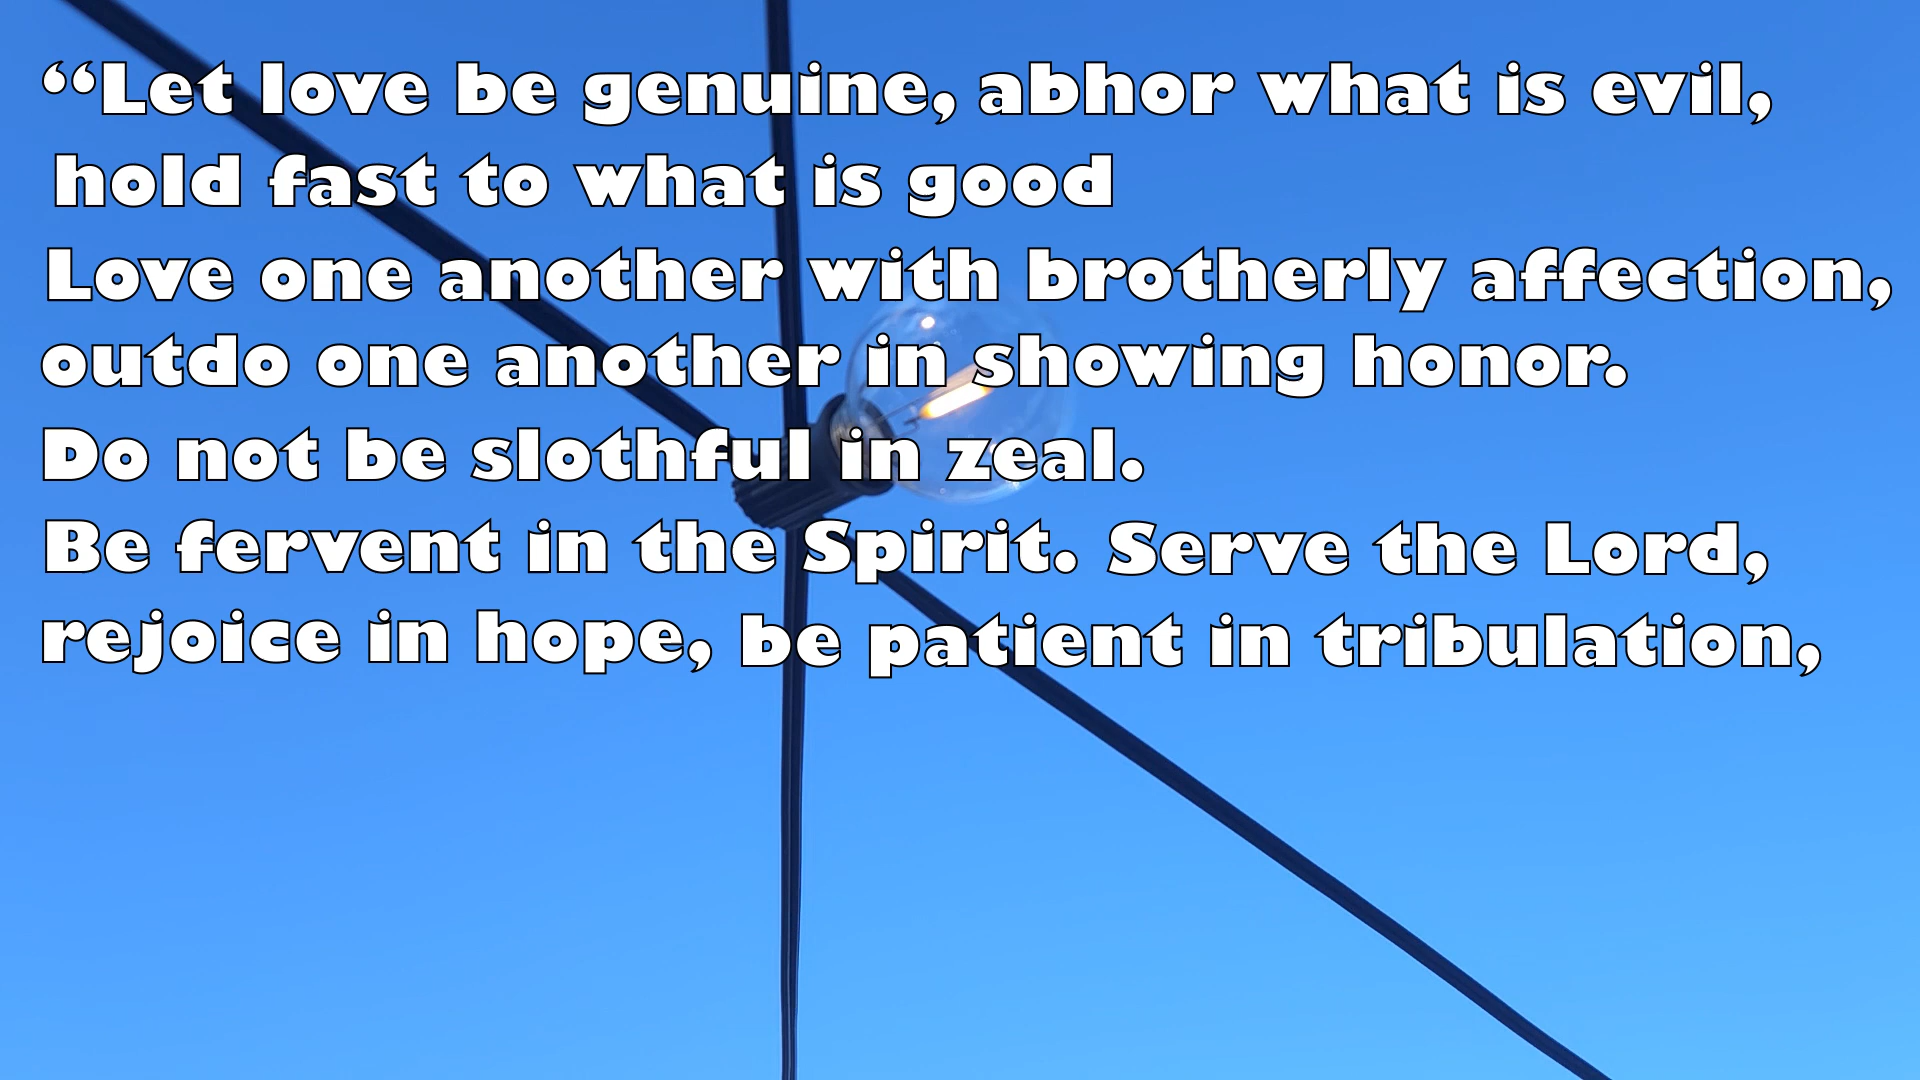 “Let love be genuine, abhor what is evil,
hold fast to what is good
Love one another with brotherly affection,
outdo one another in showing honor.
Do not be slothful in zeal.
Be fervent in the Spirit. Serve the Lord,
rejoice in hope, be patient in tribulation,